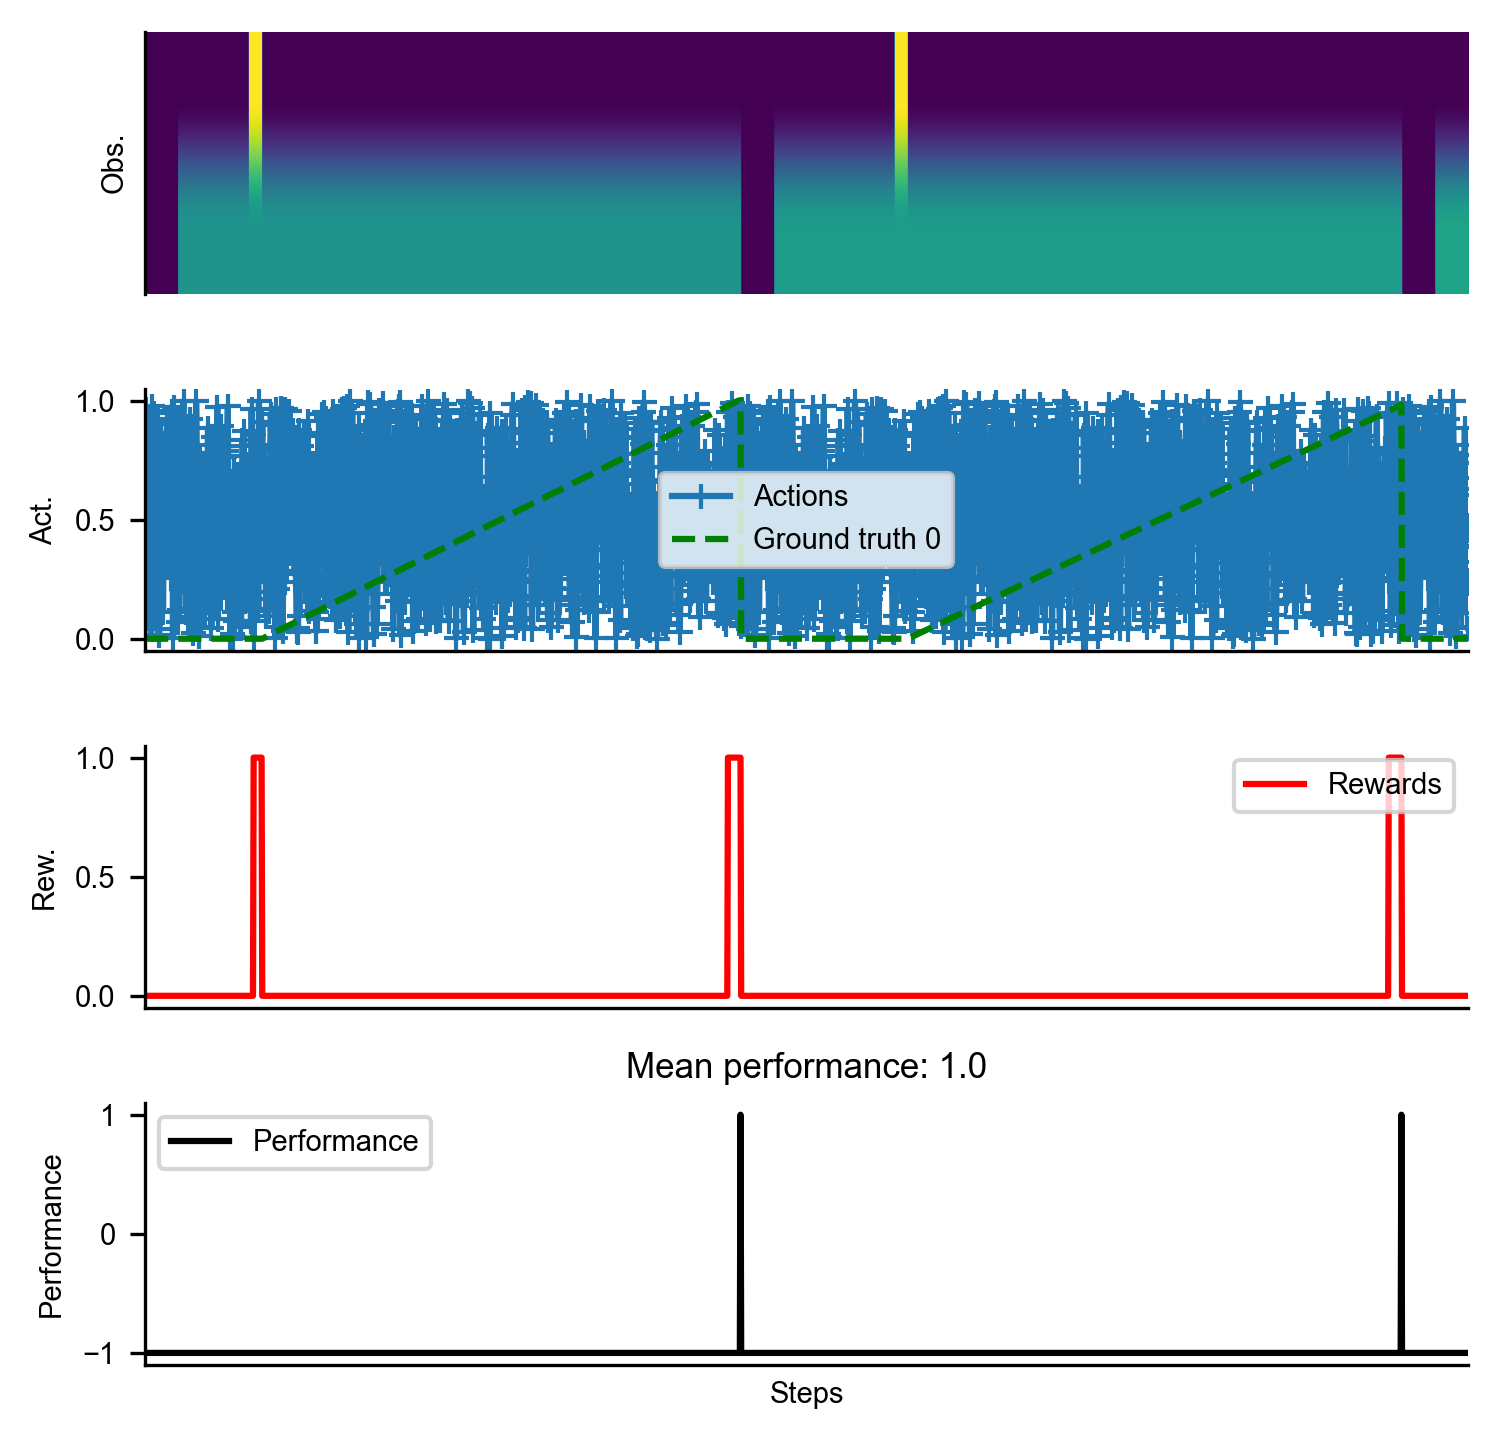 Obs.
1.0
0.5
0.0
Act.
Actions
Ground truth 0
1.0
0.5
0.0
Rew.
Rewards
Mean performance: 1.0
1
0
−1
Performance
Performance
Steps